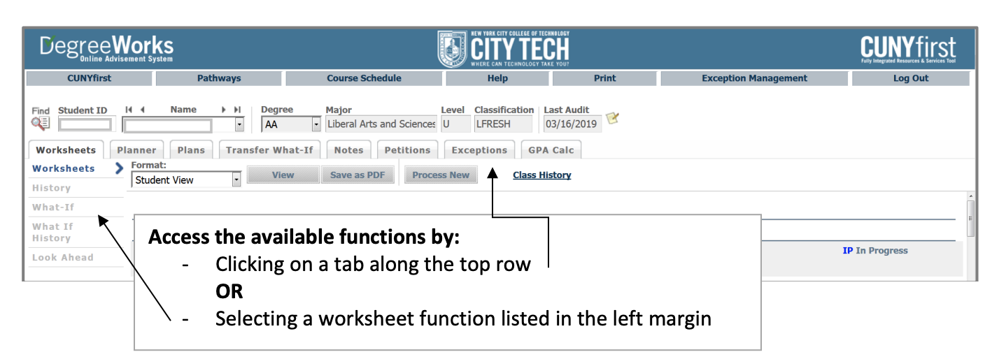 DegreeWorks
Online Advisement System
NEW YORK CITY COLLEGE OF TECHNOLOGY
CITY TECH
WHERE CAN TECHNOLOGY TAKE YOU?
CUNYfirst
Fully Integrated Resources & Services Tool
CUNYfirst Pathways Course Schedule Help Print Exception Management Log Out
Find Student ID Name Degree Major Level Classification Last Audit
AA Liberal Arts and Sciences U LFRESH 03/16/2019
Worksheets Planner Plans Transfer What-If Notes Petitions Exceptions GPA Calc
Worksheets
Format:
Student View View Save as PDF Process New Class History
History
What-If
What If
History
Look Ahead
IP In Progress
Access the available functions by:
- Clicking on a tab along the top row
OR
- Selecting a worksheet function listed in the left margin